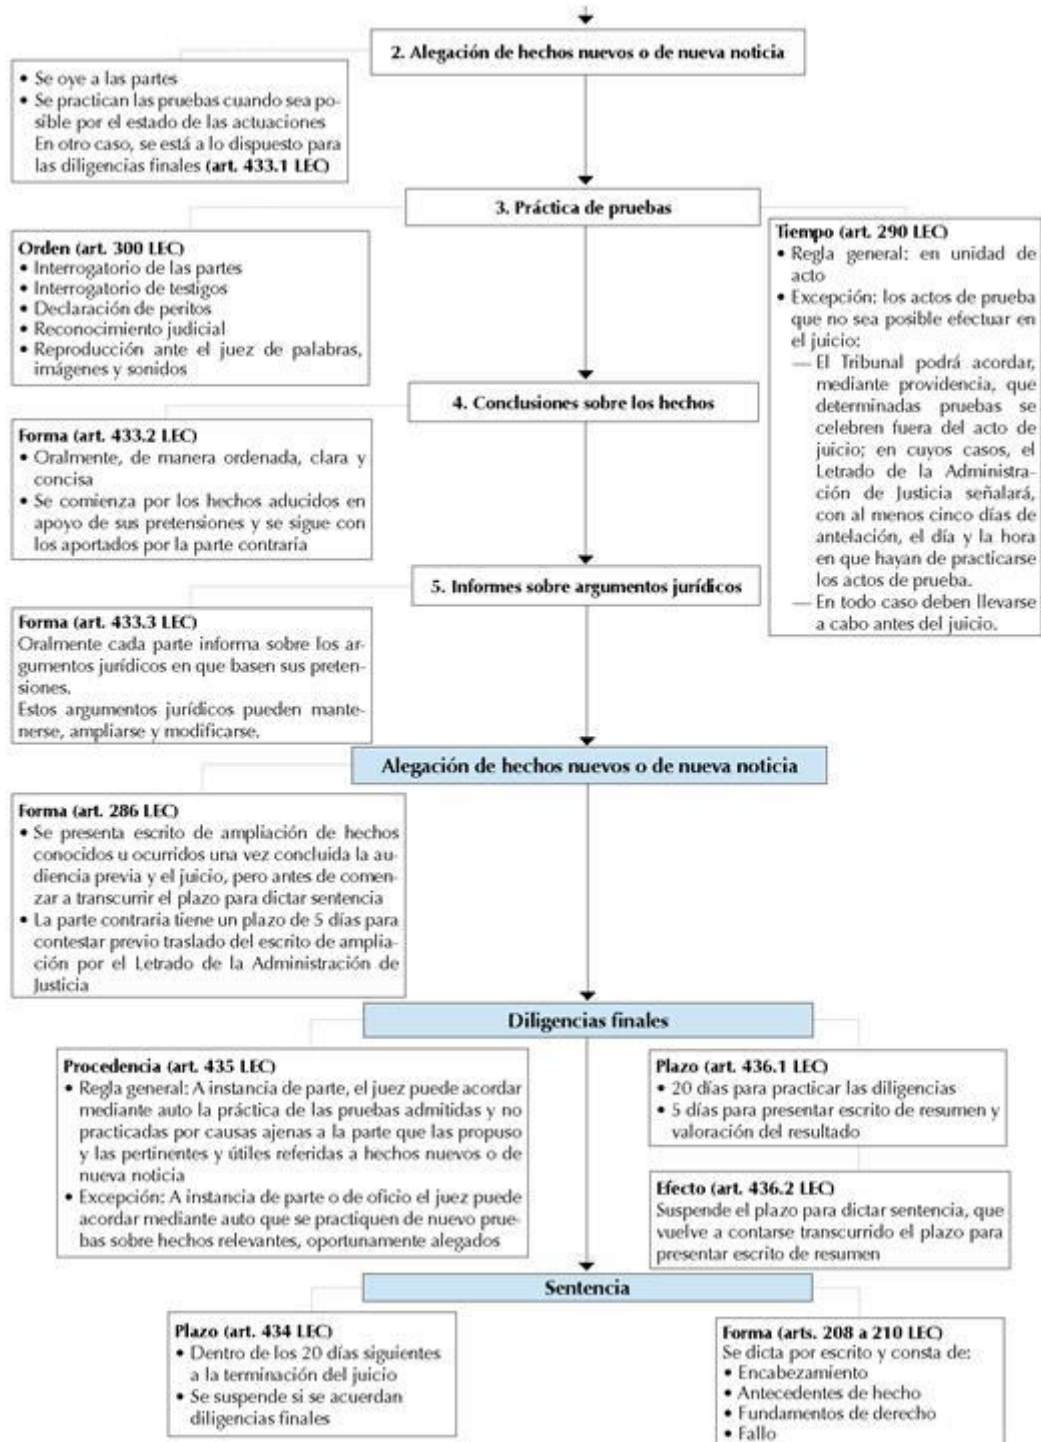 2. Alegación de hechos nuevos o de nueva noticia
• Se oye a las partes
• Se practican las pruebas cuando sea po-
sible por el estado de las actuaciones
En otro caso, se está a lo dispuesto para
las diligencias finales (art. 433.1 LEC)
3. Práctica de pruebas
Orden (art. 300 LEC)
• Interrogatorio de las partes
• Interrogatorio de testigos
• Declaración de peritos
• Reconocimiento judicial
• Reproducción ante el juez de palabras,
imágenes y sonidos
Tiempo (art. 290 LEC)
• Regla general: en unidad de
acto
• Excepción: los actos de prueba
que no sea posible efectuar en
el juicio:
— El Tribunal podrá acordar,
mediante providencia, que
determinadas pruebas se
celebren fuera del acto de
juicio; en cuyos casos, el
Letrado de la Administra-
ción de Justicia señalará,
con al menos cinco días de
antelación, el día y la hora
en que hayan de practicarse
los actos de prueba.
— En todo caso deben llevarse
a cabo antes del juicio.
4. Conclusiones sobre los hechos
Forma (art. 433.2 LEC)
• Oralmente, de manera ordenada, clara y
concisa
• Se comienza por los hechos aducidos en
apoyo de sus pretensiones y se sigue con
los aportados por la parte contraria
5. Informes sobre argumentos jurídicos
Forma (art. 433.3 LEC)
Oralmente cada parte informa sobre los ar-
gumentos jurídicos en que basen sus preten-
siones.
Estos argumentos jurídicos pueden mante-
nerse, ampliarse y modificarse.
Alegación de hechos nuevos o de nueva noticia
Forma (art. 286 LEC)
• Se presenta escrito de ampliación de hechos
conocidos u ocurridos una vez concluida la au-
diencia previa y el juicio, pero antes de comen-
zar a transcurrir el plazo para dictar sentencia
• La parte contraria tiene un plazo de 5 días para
contestar previo traslado del escrito de amplia-
ción por el Letrado de la Administración de
Justicia
Diligencias finales
Procedencia (art. 435 LEC)
• Regla general: A instancia de parte, el juez puede acordar
mediante auto la práctica de las pruebas admitidas y no
practicadas por causas ajenas a la parte que las propuso
y las pertinentes y útiles referidas a hechos nuevos o de
nueva noticia
• Excepción: A instancia de parte o de oficio el juez puede
acordar mediante auto que se practiquen de nuevo prue-
bas sobre hechos relevantes, oportunamente alegados
Plazo (art. 436.1 LEC)
• 20 días para practicar las diligencias
• 5 días para presentar escrito de resumen y
valoración del resultado
Efecto (art. 436.2 LEC)
Suspende el plazo para dictar sentencia, que
vuelve a contarse transcurrido el plazo para
presentar escrito de resumen
Sentencia
Plazo (art. 434 LEC)
• Dentro de los 20 días siguientes
a la terminación del juicio
• Se suspende si se acuerdan
diligencias finales
Forma (arts. 208 a 210 LEC)
Se dicta por escrito y consta de:
• Encabezamiento
• Antecedentes de hecho
• Fundamentos de derecho
• Fallo